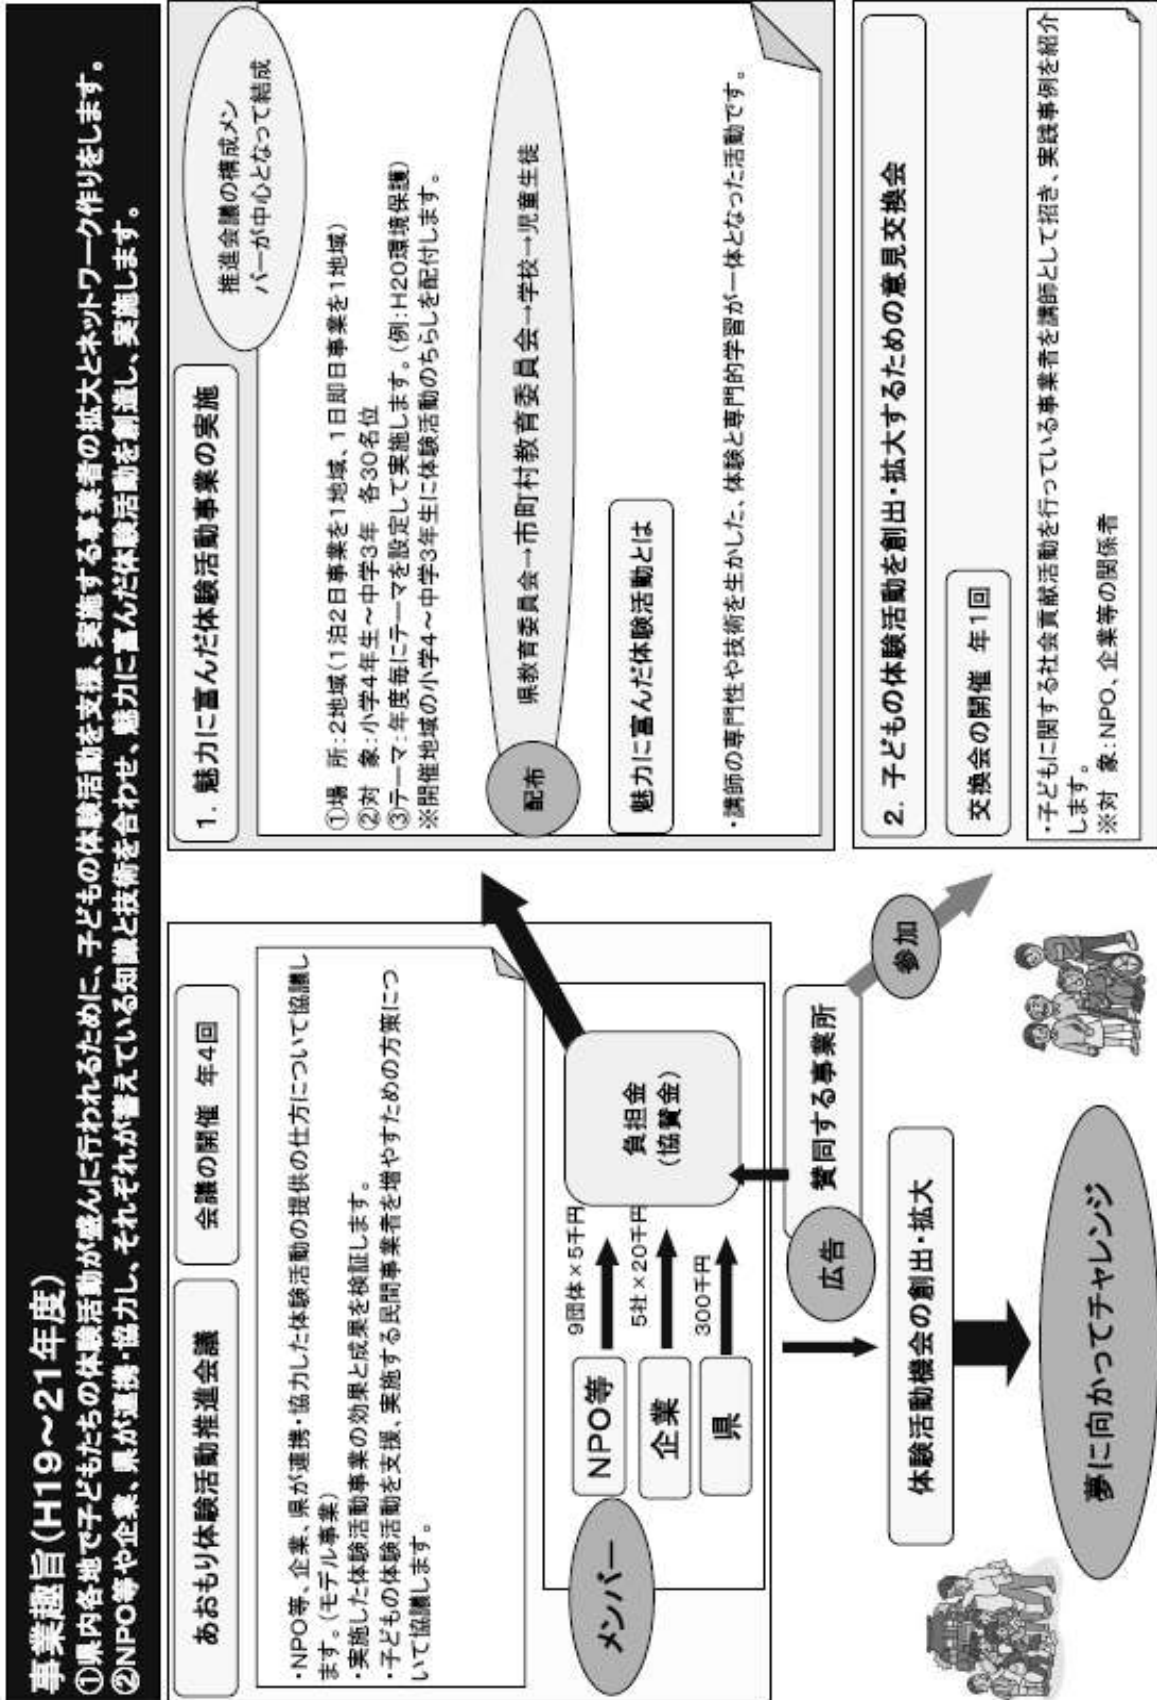 事業趣旨(H19~21年度)
①県内各地で子どもたちの体験活動が盛んに行われるために、子どもの体験活動を支援、実施する事業者の拡大とネットワーク作りをします。
②NPO等や企業、県が連携・協力し、それぞれが蓄えている知識と技術を合わせ、魅力に富んだ体験活動を創造し、実施します。
あおもり体験活動推進会議
会議の開催 年4回
・NPO等、企業、県が連携・協力した体験活動の提供の仕方について協議し
ます。(モデル事業)
・実施した体験活動事業の効果と成果を検証します。
・子どもの体験活動を支援、実施する民間事業者を増やすための方策につ
いて協議します。
メンバー
NPO等
9団体×5千円
企業
5社×20千円
県
300千円
負担金
(協賛金)
広告
賛同する事業所
参加
体験活動機会の創出・拡大
夢に向かってチャレンジ
1. 魅力に富んだ体験活動事業の実施
推進会議の構成メン
バーが中心となって結成
①場 所:2地域(1泊2日事業を1地域、1日即日事業を1地域)
②対 象:小学4年生~中学3年 各30名位
③テーマ:年度毎にテーマを設定して実施します。(例:H20環境保護)
※開催地域の小学4~中学3年生に体験活動のちらしを配付します。
配布
県教育委員会→市町村教育委員会→学校→児童生徒
魅力に富んだ体験活動とは
・講師の専門性や技術を生かした、体験と専門的学習が一体となった活動です。
2. 子どもの体験活動を創出・拡大するための意見交換会
交換会の開催 年1回
・子どもに関する社会貢献活動を行っている事業者を講師として招き、実践事例を紹介
します。
※対 象:NPO、企業等の関係者